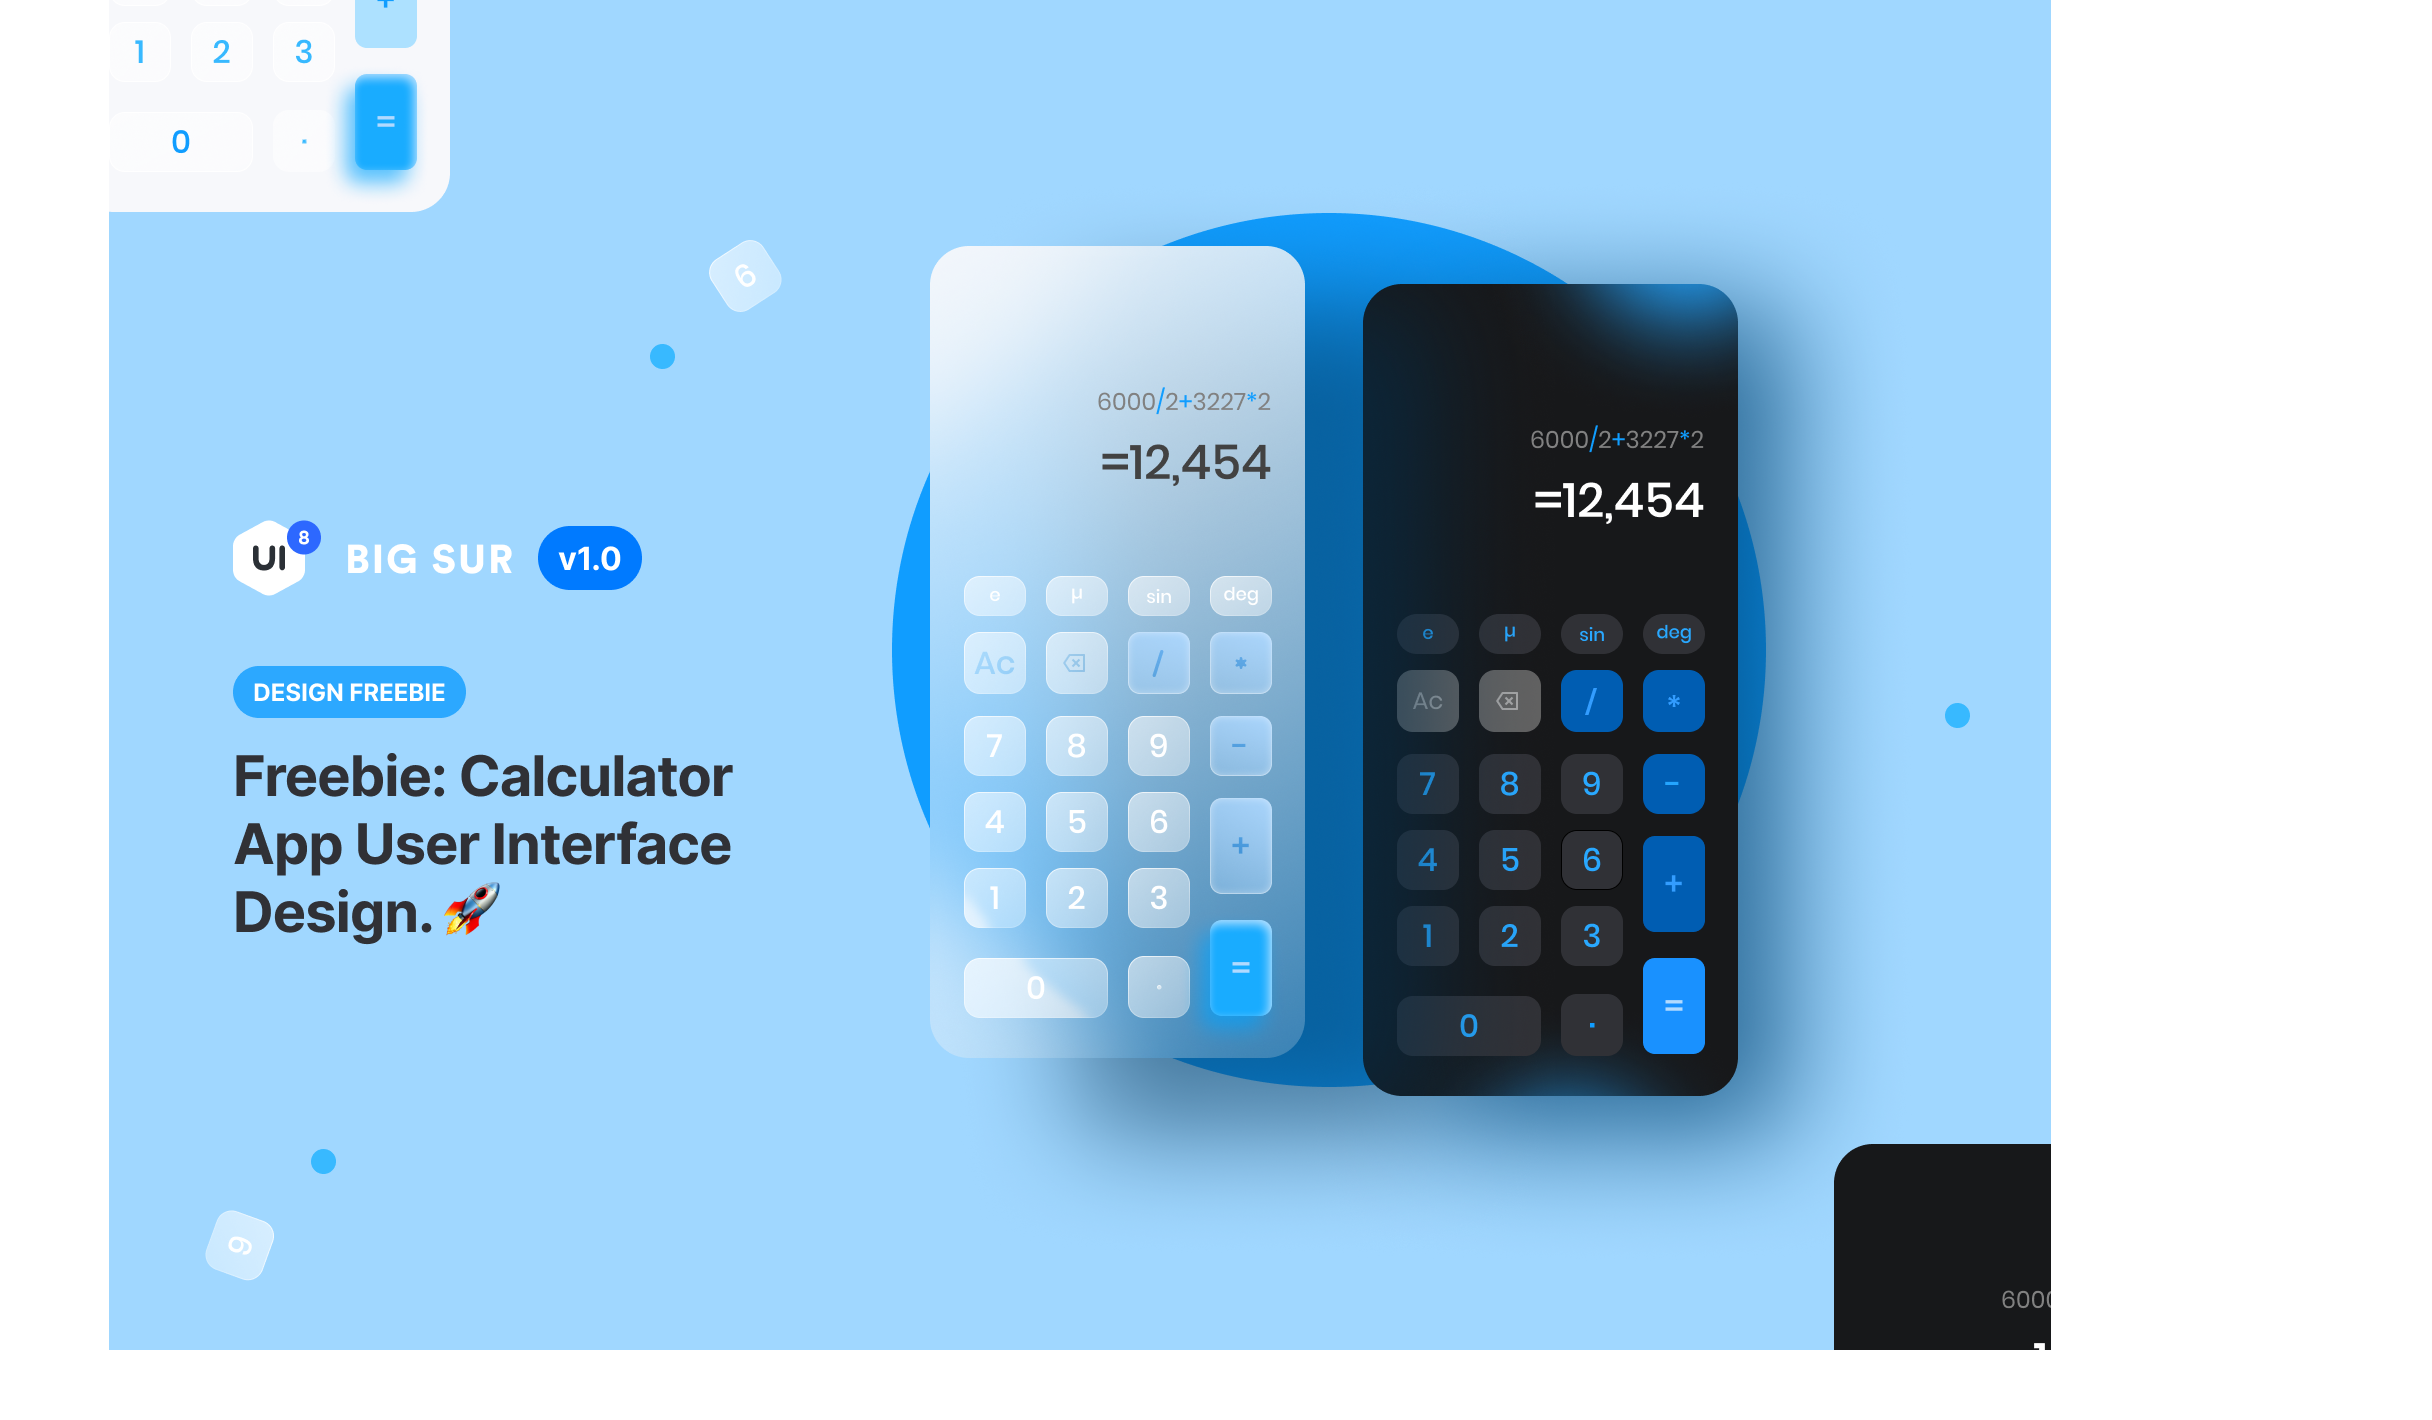 +
1 2 3
0 . =
6
6000/2+3227*2
=12,454
e µ sin deg
Ac / *
7 8 9 -
4 5 6 +
1 2 3
0 . =
6000/2+3227*2
=12,454
e µ sin deg
Ac / *
7 8 9 -
4 5 6 +
1 2 3
0 . =
UI 8 BIG SUR v1.0
DESIGN FREEBIE
Freebie: Calculator
App User Interface
Design. 🚀
9
6000